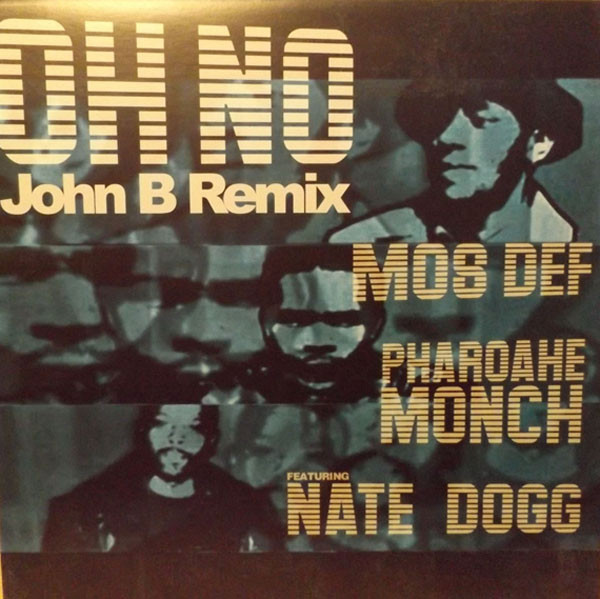 OH NO
John B Remix
MOS DEF
PHAROAHE
MONCH
FEATURING
NATE DOGG